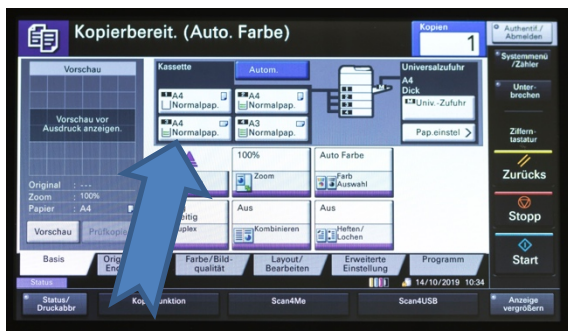 Kopierbereit. (Auto. Farbe)
Kopien
1
Authentif./
Abmelden
Systemmenü
/Zähler
Unter-
brechen
Ziffern-
tastatur
Zurücks
Stopp
Start
Vorschau
Vorschau vor
Ausdruck anzeigen.
Original : ---
Zoom : 100%
Papier : A4
Vorschau
Prüfkopie
Kassette
Autom.
A4
Normalpap.
A4
Normalpap.
A4
Normalpap.
A3
Normalpap.
Universalzufuhr
A4
Dick
Univ.-Zufuhr
Pap.einstel >
100%
Zoom
Auto Farbe
Farb
Auswahl
Aus
Kombinieren
Aus
Heften/
Lochen
Basis
Farbe/Bild-
qualität
Layout/
Bearbeiten
Erweiterte
Einstellung
Programm
Status
14/10/2019 10:34
Status/
Druckabbr
Scan4Me
Scan4USB
Anzeige
vergrößern